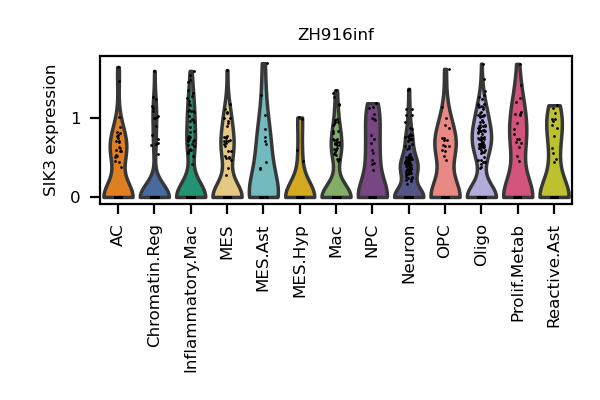 ZH916inf
SIK3 expression
1
0
AC
Chromatin.Reg
Inflammatory.Mac
MES
MES.Ast
MES.Hyp
Mac
NPC
Neuron
OPC
Oligo
Prolif.Metab
Reactive.Ast